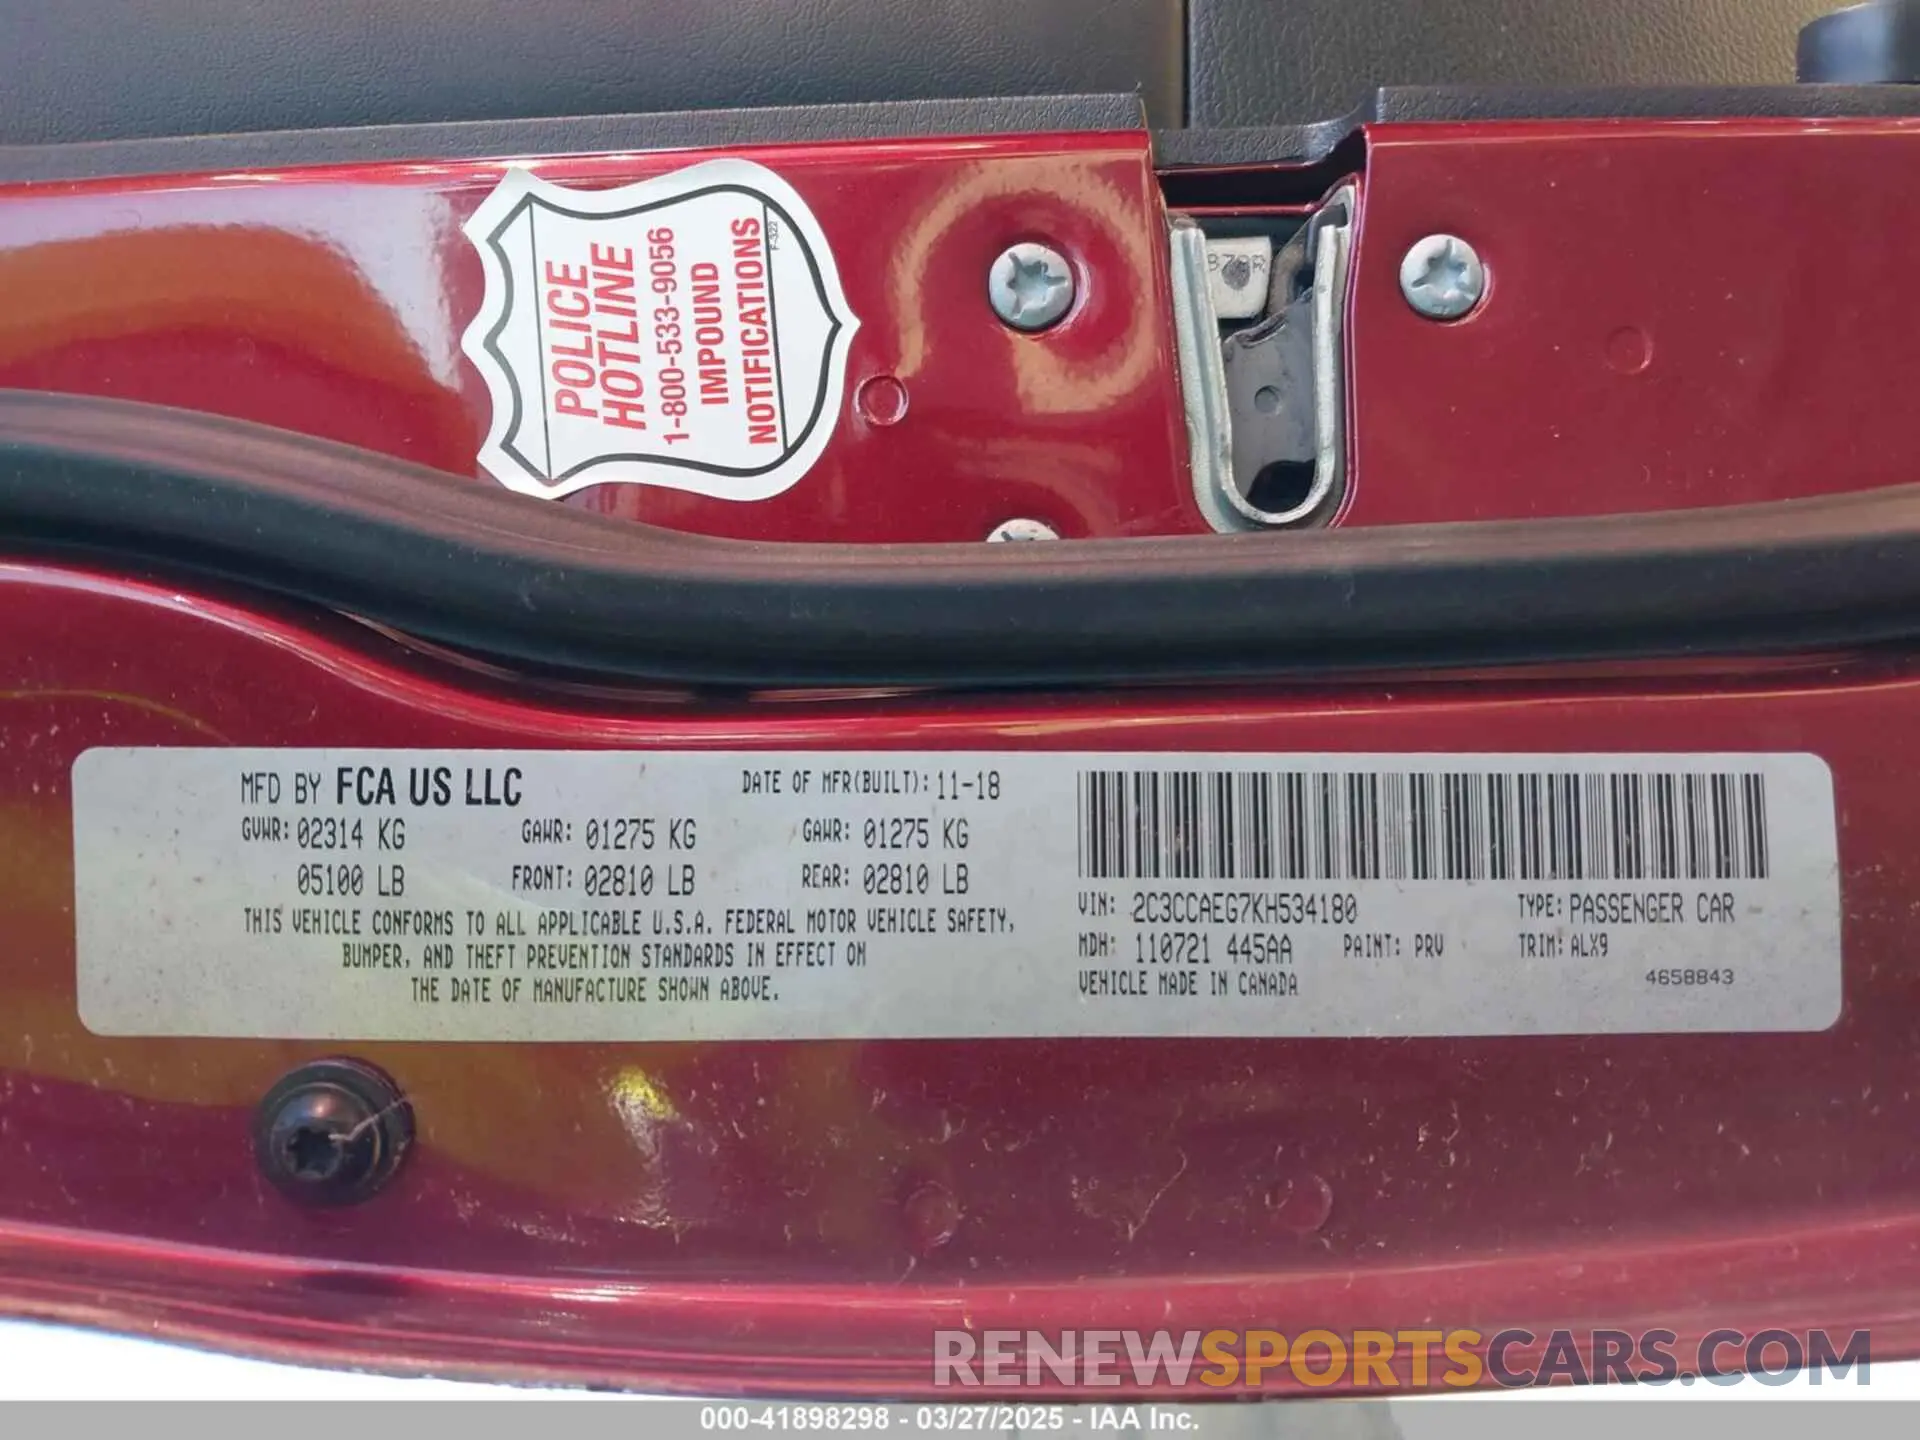 POLICE
HOTLINE
1-800-533-9056
IMPOUND
NOTIFICATIONS
F-322
MFD BY FCA US LLC DATE OF MFR(BUILT): 11-18
GVWR: 02314 KG GAWR: 01275 KG GAWR: 01275 KG
05100 LB FRONT: 02810 LB REAR: 02810 LB
THIS VEHICLE CONFORMS TO ALL APPLICABLE U.S.A. FEDERAL MOTOR VEHICLE SAFETY,
BUMPER, AND THEFT PREVENTION STANDARDS IN EFFECT ON
THE DATE OF MANUFACTURE SHOWN ABOVE.
VIN: 2C3CCAEG7KH534180 TYPE: PASSENGER CAR
MDH: 110721 445AA PAINT: PRV TRIM: ALX9
VEHICLE MADE IN CANADA 4658843
RENEWSPORTSCARS.COM
000-41898298 - 03/27/2025 - IAA Inc.